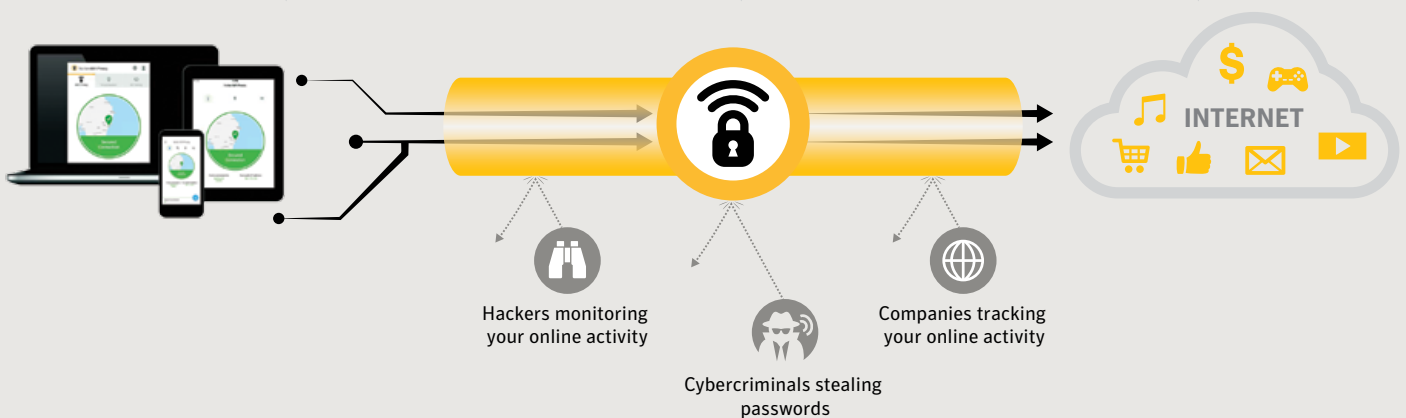 INTERNET
Hackers monitoring
your online activity
Cybercriminals stealing
passwords
Companies tracking
your online activity